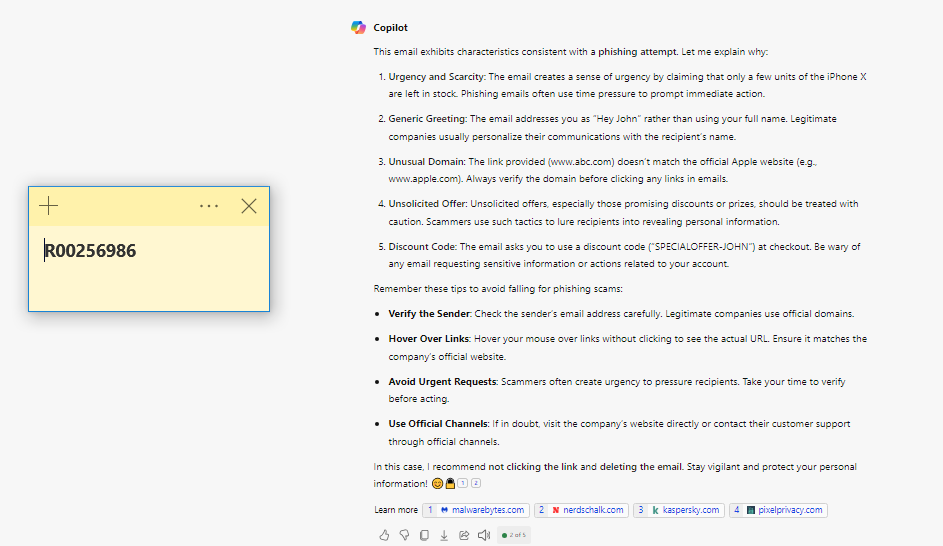 R00256986
Copilot
This email exhibits characteristics consistent with a phishing attempt. Let me explain why:
1. Urgency and Scarcity: The email creates a sense of urgency by claiming that only a few units of the iPhone X
are left in stock. Phishing emails often use time pressure to prompt immediate action.
2. Generic Greeting: The email addresses you as "Hey John" rather than using your full name. Legitimate
companies usually personalize their communications with the recipient's name.
3. Unusual Domain: The link provided (www.abc.com) doesn't match the official Apple website (e.g.,
www.apple.com). Always verify the domain before clicking any links in emails.
4. Unsolicited Offer: Unsolicited offers, especially those promising discounts or prizes, should be treated with
caution. Scammers use such tactics to lure recipients into revealing personal information.
5. Discount Code: The email asks you to use a discount code ("SPECIALOFFER-JOHN") at checkout. Be wary of
any email requesting sensitive information or actions related to your account.
Remember these tips to avoid falling for phishing scams:
• Verify the Sender: Check the sender's email address carefully. Legitimate companies use official domains.
• Hover Over Links: Hover your mouse over links without clicking to see the actual URL. Ensure it matches the
company's official website.
• Avoid Urgent Requests: Scammers often create urgency to pressure recipients. Take your time to verify
before acting.
• Use Official Channels: If in doubt, visit the company's website directly or contact their customer support
through official channels.
In this case, I recommend not clicking the link and deleting the email. Stay vigilant and protect your personal
information! 😊🔒 1 2
Learn more 1 malwarebytes.com 2 nerdschalk.com 3 kaspersky.com 4 pixelprivacy.com
2 of 5